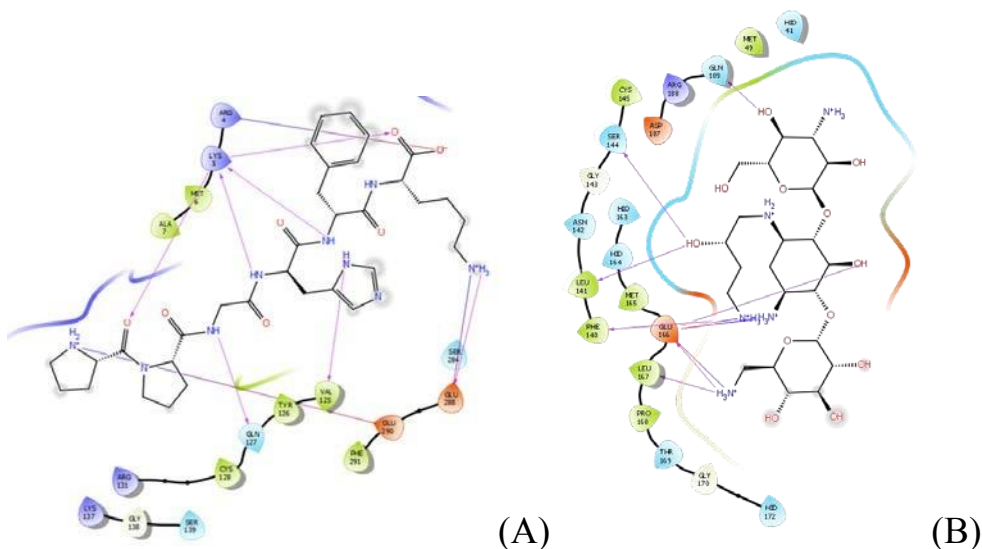 ARG
4
LYS
5
MET
6
ALA
7
O
O⁻
HN
O
O
NH
O
NH
HN
N
O
O
NH
O
N⁺H₃
H₂
N⁺
N
SER
284
GLU
288
VAL
125
TYR
126
GLN
127
GLU
290
CYS
128
PHE
291
ARG
131
LYS
137
GLY
138
SER
139
(A)
HID
41
MET
49
GLN
189
ARG
188
CYS
145
ASP
187
SER
144
GLY
143
HID
163
ASN
142
HID
164
LEU
141
MET
165
PHE
140
GLU
166
LEU
167
PRO
168
THR
169
GLY
170
HID
172
HO
N⁺H₃
O
HO
OH
O
H₂
N⁺
HO
OH
N⁺H₃
H₃N⁺
O
O
OH
H₃N⁺
HO
OH
(B)